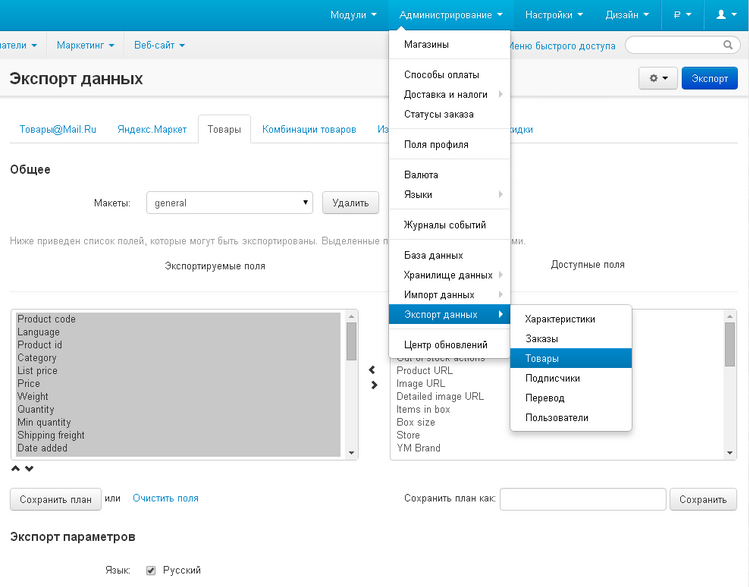 Модули Администрирование Настройки Дизайн ₽
атели Маркетинг Веб-сайт Меню быстрого доступа
Экспорт данных Экспорт
Товары@Mail.Ru Яндекс.Маркет Товары Комбинации товаров Из кидки
Общее
Макеты: general Удалить
Ниже приведен список полей, которые могут быть экспортированы. Выделенные п ми.
Экспортируемые поля Доступные поля
Product code
Language
Product id
Category
List price
Price
Weight
Quantity
Min quantity
Shipping freight
Date added
Out of stock actions
Product URL
Image URL
Detailed image URL
Items in box
Box size
Store
YM Brand
Магазины
Способы оплаты
Доставка и налоги
Статусы заказа
Поля профиля
Валюта
Языки
Журналы событий
База данных
Хранилище данных
Импорт данных
Экспорт данных
Центр обновлений
Характеристики
Заказы
Товары
Подписчики
Перевод
Пользователи
Сохранить план или Очистить поля Сохранить план как: Сохранить
Экспорт параметров
Язык: Русский